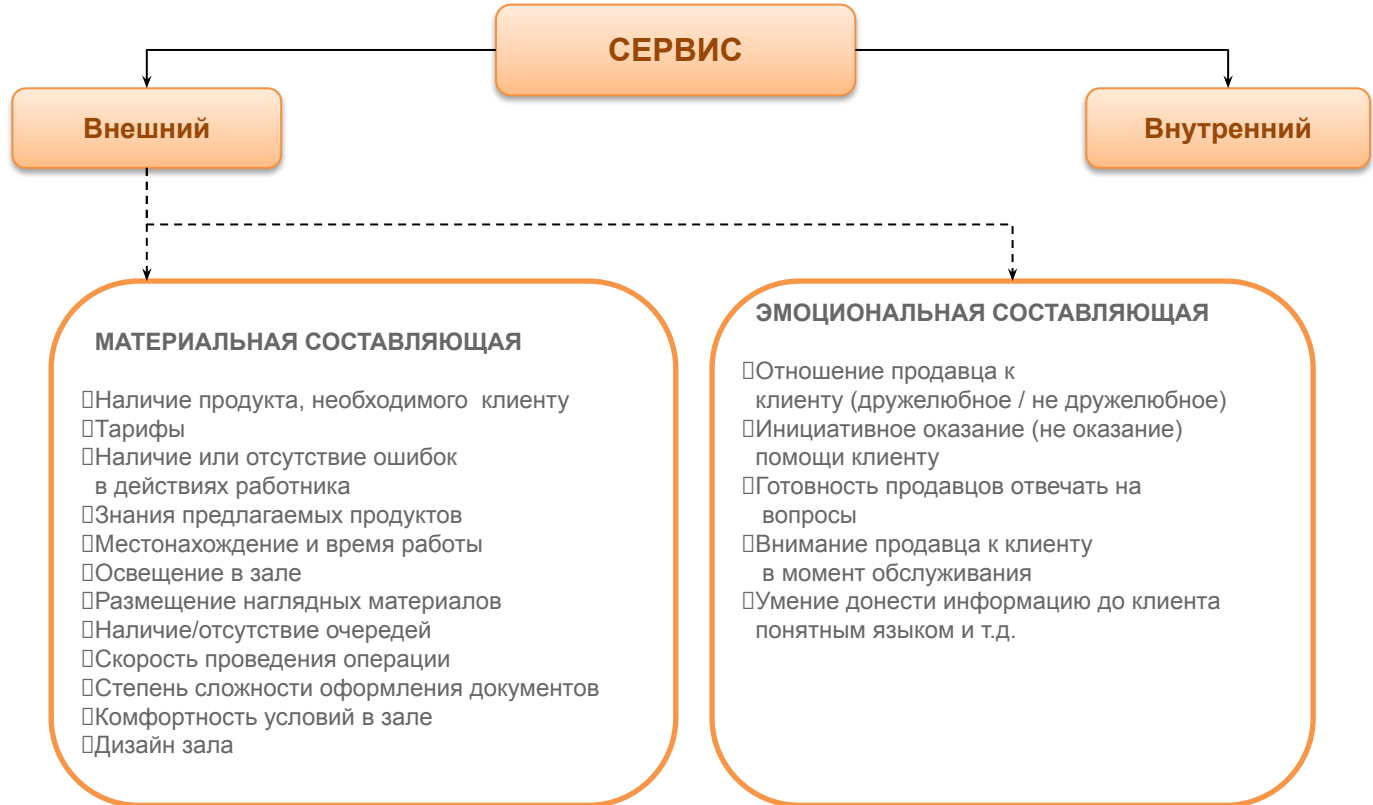 СЕРВИС
Внешний
Внутренний
МАТЕРИАЛЬНАЯ СОСТАВЛЯЮЩАЯ
Наличие продукта, необходимого клиенту
Тарифы
Наличие или отсутствие ошибок
в действиях работника
Знания предлагаемых продуктов
Местонахождение и время работы
Освещение в зале
Размещение наглядных материалов
Наличие/отсутствие очередей
Скорость проведения операции
Степень сложности оформления документов
Комфортность условий в зале
Дизайн зала
ЭМОЦИОНАЛЬНАЯ СОСТАВЛЯЮЩАЯ
Отношение продавца к
клиенту (дружелюбное / не дружелюбное)
Инициативное оказание (не оказание)
помощи клиенту
Готовность продавцов отвечать на
вопросы
Внимание продавца к клиенту
в момент обслуживания
Умение донести информацию до клиента
понятным языком и т.д.